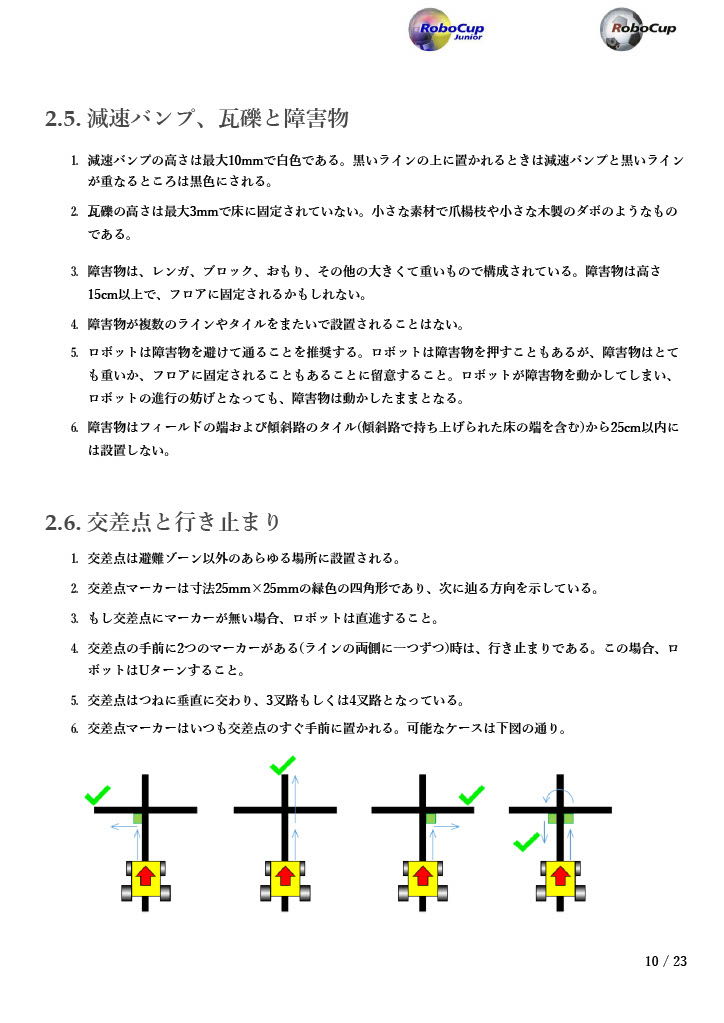 RoboCup
Junior
RoboCup
2.5. 減速バンプ、瓦礫と障害物
1. 減速バンプの高さは最大10mmで白色である。黒いラインの上に置かれるときは減速バンプと黒いライン
が重なるところは黒色にされる。
2. 瓦礫の高さは最大3mmで床に固定されていない。小さな素材で爪楊枝や小さな木製のダボのようなもの
である。
3. 障害物は、レンガ、ブロック、おもり、その他の大きくて重いもので構成されている。障害物は高さ
15cm以上で、フロアに固定されるかもしれない。
4. 障害物が複数のラインやタイルをまたいで設置されることはない。
5. ロボットは障害物を避けて通ることを推奨する。ロボットは障害物を押すこともあるが、障害物はとて
も重いか、フロアに固定されることもあることに留意すること。ロボットが障害物を動かしてしまい、
ロボットの進行の妨げとなっても、障害物は動かしたままとなる。
6. 障害物はフィールドの端および傾斜路のタイル(傾斜路で持ち上げられた床の端を含む)から25cm以内に
は設置しない。
2.6. 交差点と行き止まり
1. 交差点は避難ゾーン以外のあらゆる場所に設置される。
2. 交差点マーカーは寸法25mm×25mmの緑色の四角形であり、次に辿る方向を示している。
3. もし交差点にマーカーが無い場合、ロボットは直進すること。
4. 交差点の手前に2つのマーカーがある(ラインの両側に一つずつ)時は、行き止まりである。この場合、ロ
ボットはUターンすること。
5. 交差点はつねに垂直に交わり、3叉路もしくは4叉路となっている。
6. 交差点マーカーはいつも交差点のすぐ手前に置かれる。可能なケースは下図の通り。
10 / 23